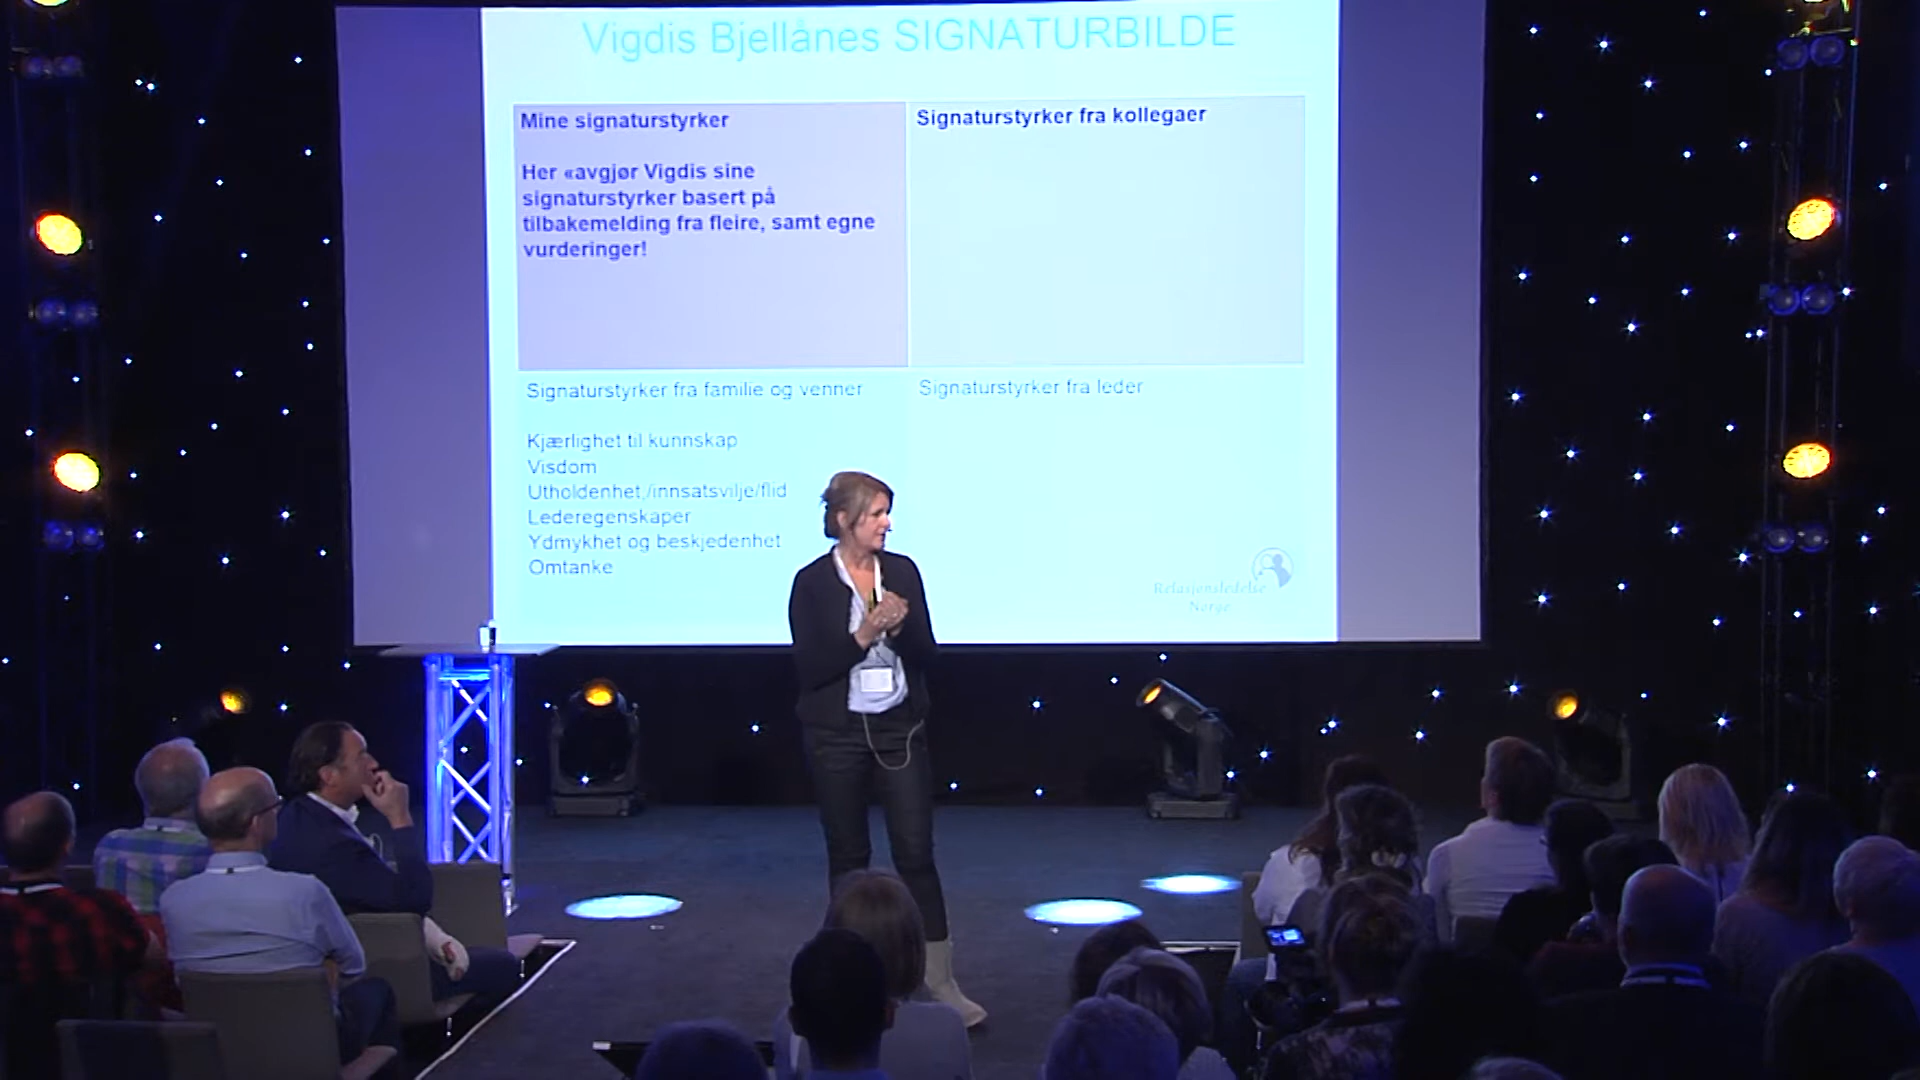 Vigdis Bjellånes SIGNATURBILDE
Mine signaturstyrker
Her «avgjør Vigdis sine
signaturstyrker basert på
tilbakemelding fra fleire, samt egne
vurderinger!
Signaturstyrker fra kollegaer
Signaturstyrker fra familie og venner
Kjærlighet til kunnskap
Visdom
Utholdenhet,/innsatsvilje/flid
Lederegenskaper
Ydmykhet og beskjedenhet
Omtanke
Signaturstyrker fra leder
Relasjonsledelse
Norge